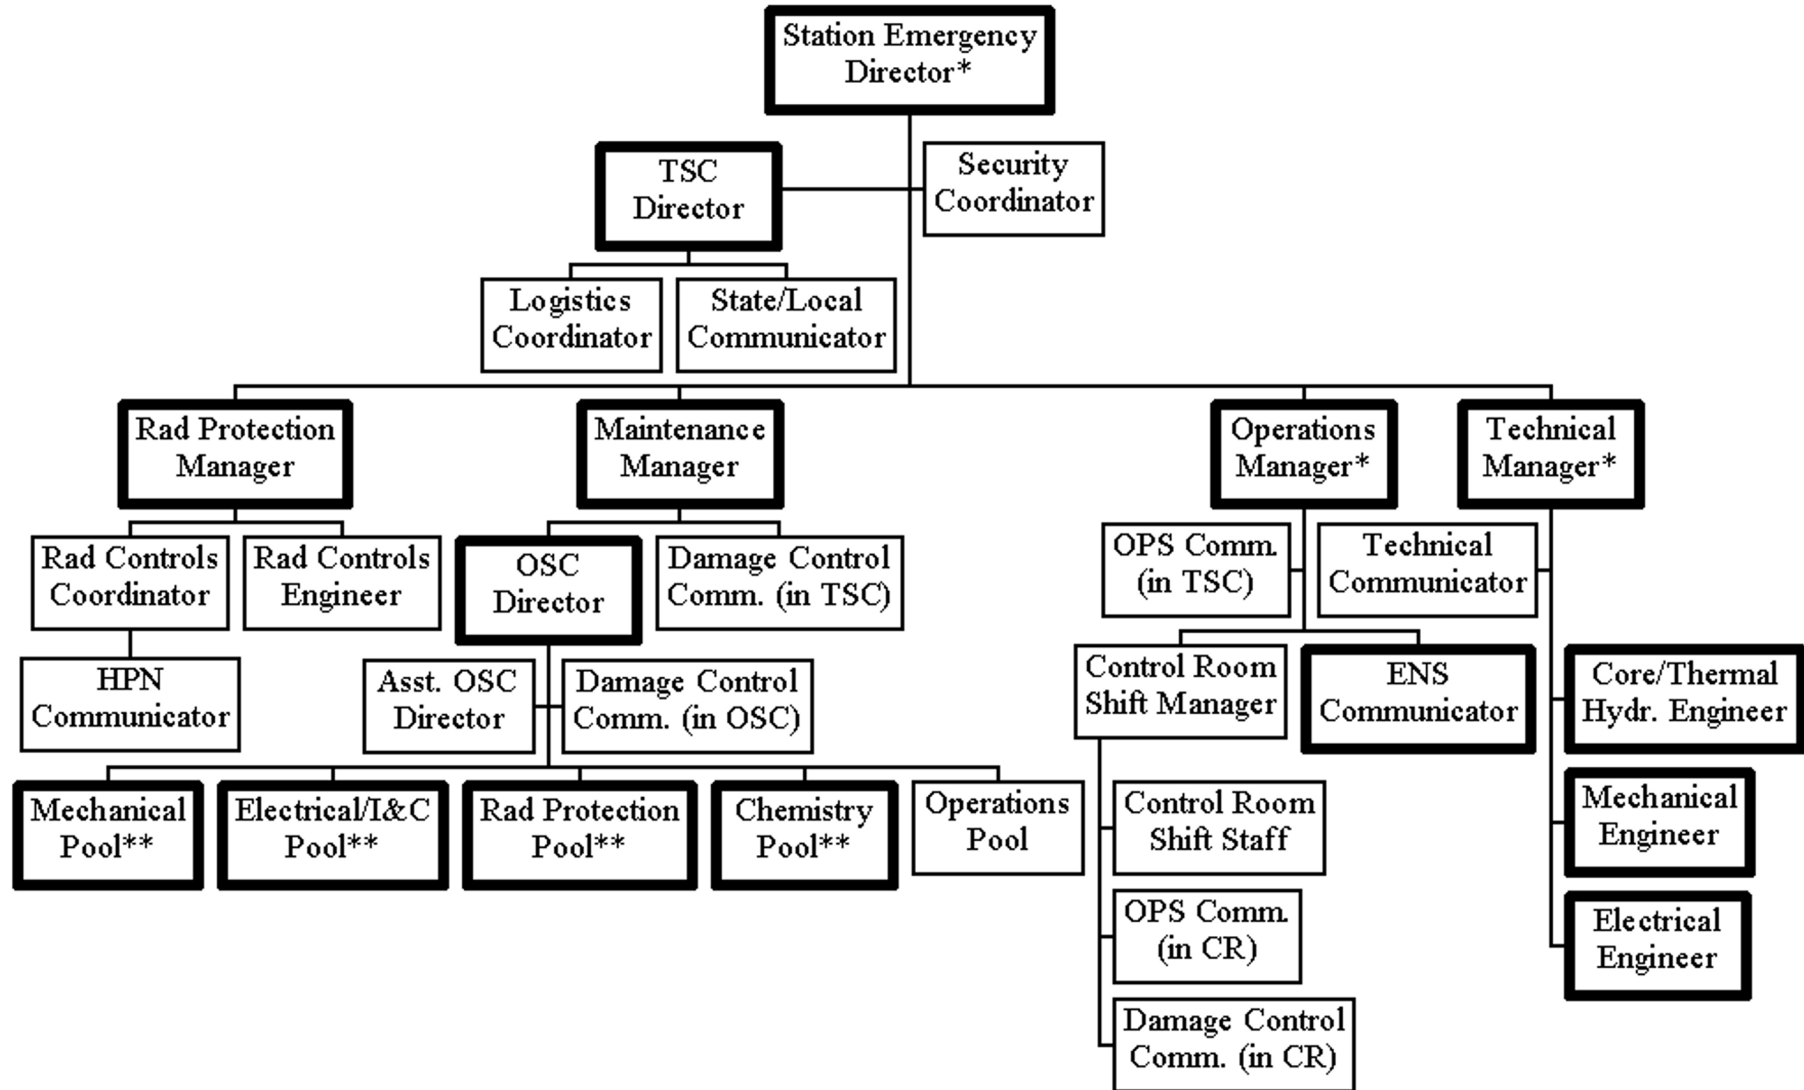 Station Emergency
Director*
TSC
Director
Security
Coordinator
Logistics
Coordinator
State/Local
Communicator
Rad Protection
Manager
Maintenance
Manager
Operations
Manager*
Technical
Manager*
Rad Controls
Coordinator
Rad Controls
Engineer
OSC
Director
Damage Control
Comm. (in TSC)
OPS Comm.
(in TSC)
Technical
Communicator
HPN
Communicator
Asst. OSC
Director
Damage Control
Comm. (in OSC)
Control Room
Shift Manager
ENS
Communicator
Core/Thermal
Hydr. Engineer
Mechanical
Pool**
Electrical/I&C
Pool**
Rad Protection
Pool**
Chemistry
Pool**
Operations
Pool
Control Room
Shift Staff
Mechanical
Engineer
OPS Comm.
(in CR)
Electrical
Engineer
Damage Control
Comm. (in CR)